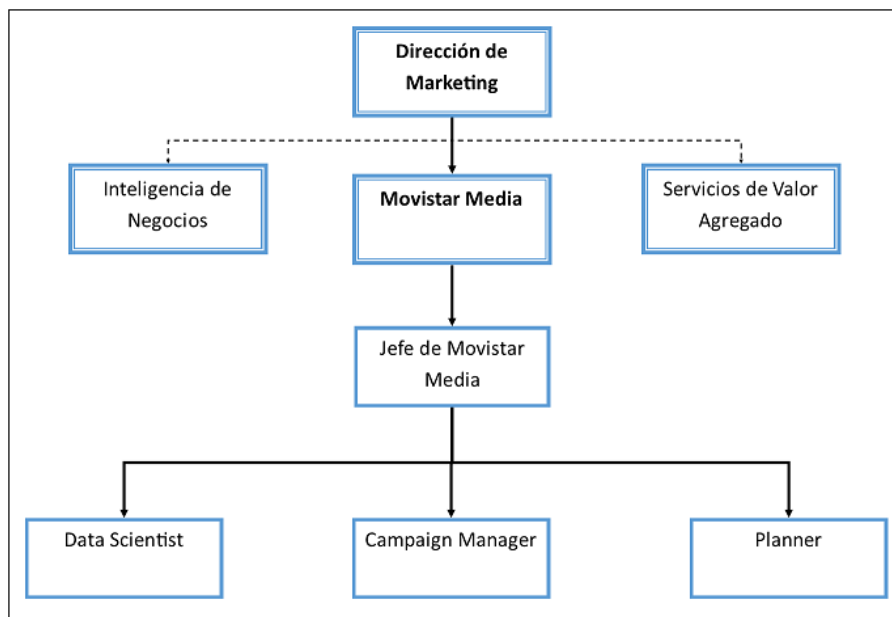 Dirección de
Marketing
Inteligencia de
Negocios
Movistar Media
Servicios de Valor
Agregado
Jefe de Movistar
Media
Data Scientist
Campaign Manager
Planner